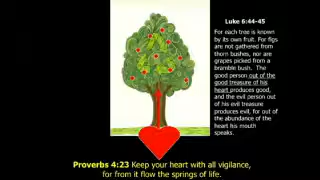 Luke 6:44-45
For each tree is known
by its own fruit. For figs
are not gathered from
thorn bushes, nor are
grapes picked from a
bramble bush. The
good person out of the
good treasure of his
heart produces good,
and the evil person out
of his evil treasure
produces evil, for out of
the abundance of the
heart his mouth
speaks.
Proverbs 4:23 Keep your heart with all vigilance,
for from it flow the springs of life.